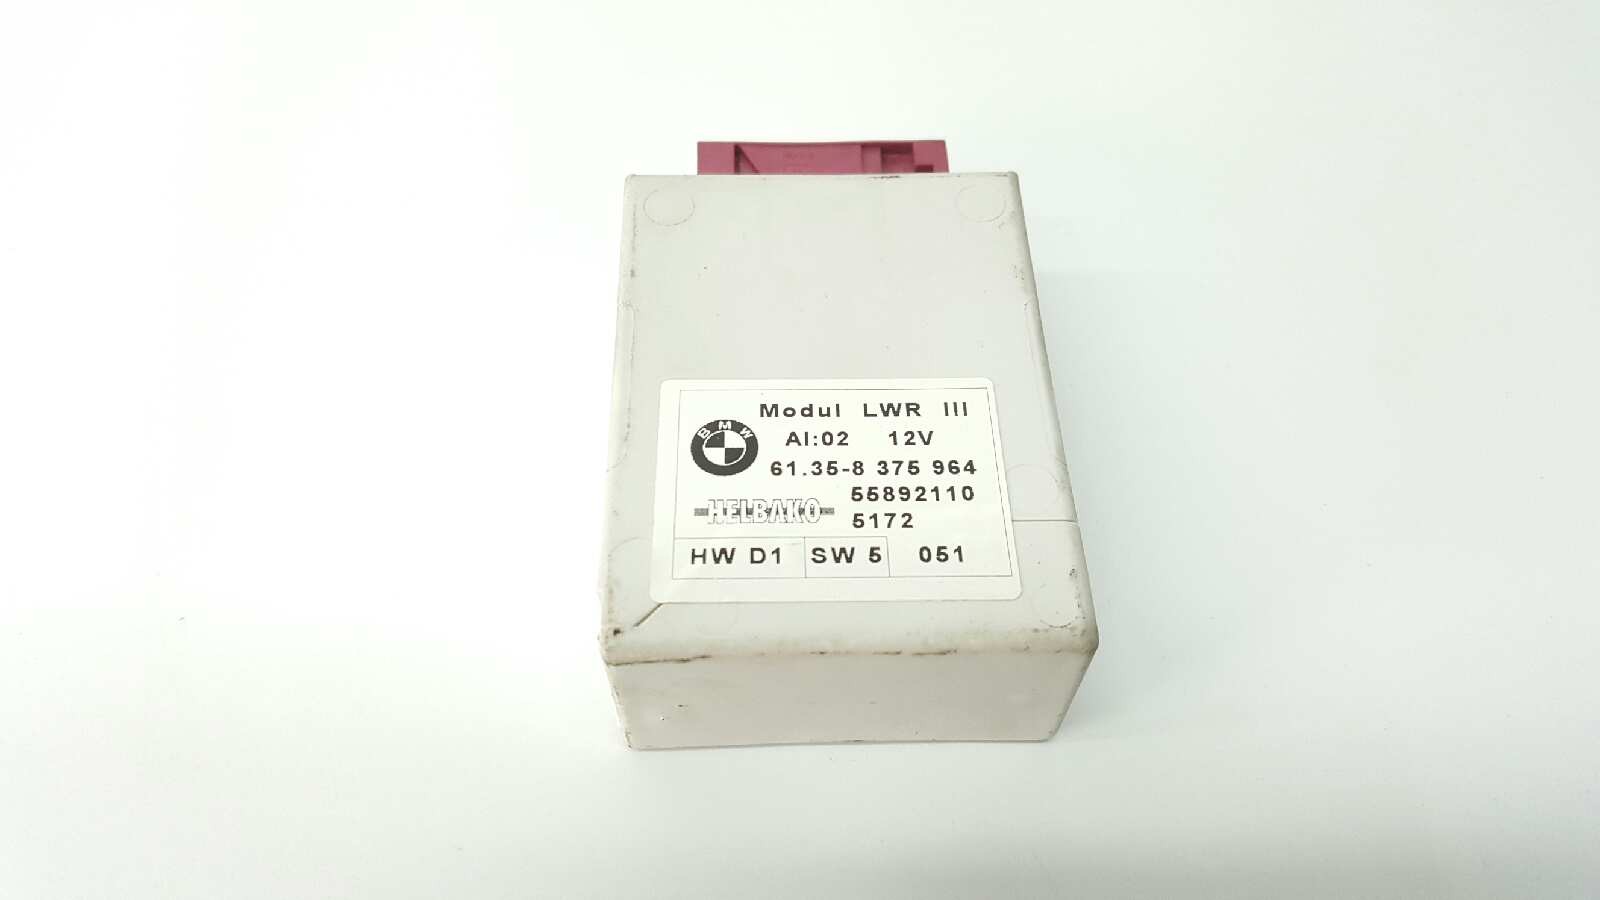 Modul LWR III
BMW
AI:02 12V
61.35-8 375 964
55892110
HELBAKO
5172
HW D1 SW 5 051